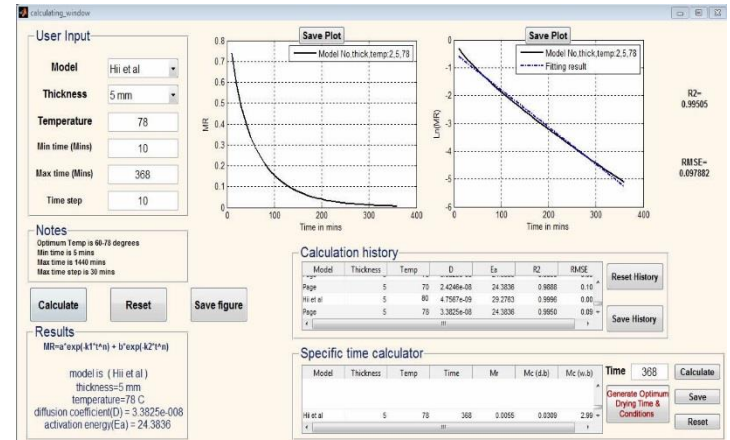 calculating_window
User Input
Model Hii et al
Thickness 5 mm
Temperature 78
Min time (Mins) 10
Max time (Mins) 368
Time step 10
Notes
Optimum Temp is 60-78 degrees
Min time is 5 mins
Max time is 1440 mins
Max time step is 30 mins
Calculate Reset Save figure
Results
MR=a*exp(-k1*t^n) + b*exp(-k2*t^n)
model is ( Hii et al )
thickness=5 mm
temperature=78 C
diffusion coefficient(D) = 3.3825e-008
activation energy(Ea) = 24.3836
Save Plot
Model No,thick,temp:2,5,78
MR
0.8
0.7
0.6
0.5
0.4
0.3
0.2
0.1
0
0 100 200 300 400
Time in mins
Save Plot
Model No,thick,temp:2,5,78
Fitting result
Ln(MR)
0
-1
-2
-3
-4
-5
-6
0 100 200 300 400
Time in mins
R2=
0.99505
RMSE=
0.097882
Calculation history
Model Thickness Temp D Ea R2 RMSE
Page 5 70 2.4246e-08 24.3836 0.9888 0.10
Hii et al 5 80 4.7567e-09 29.2783 0.9996 0.00
Page 5 78 3.3825e-08 24.3836 0.9950 0.09
Reset History
Save History
Specific time calculator
Model Thickness Temp Time Mr Mc (d.b) Mc (w.b)
Hii et al 5 78 368 0.0055 0.0309 2.99
Time 368 Calculate
Generate Optimum
Drying Time &
Conditions
Save
Reset